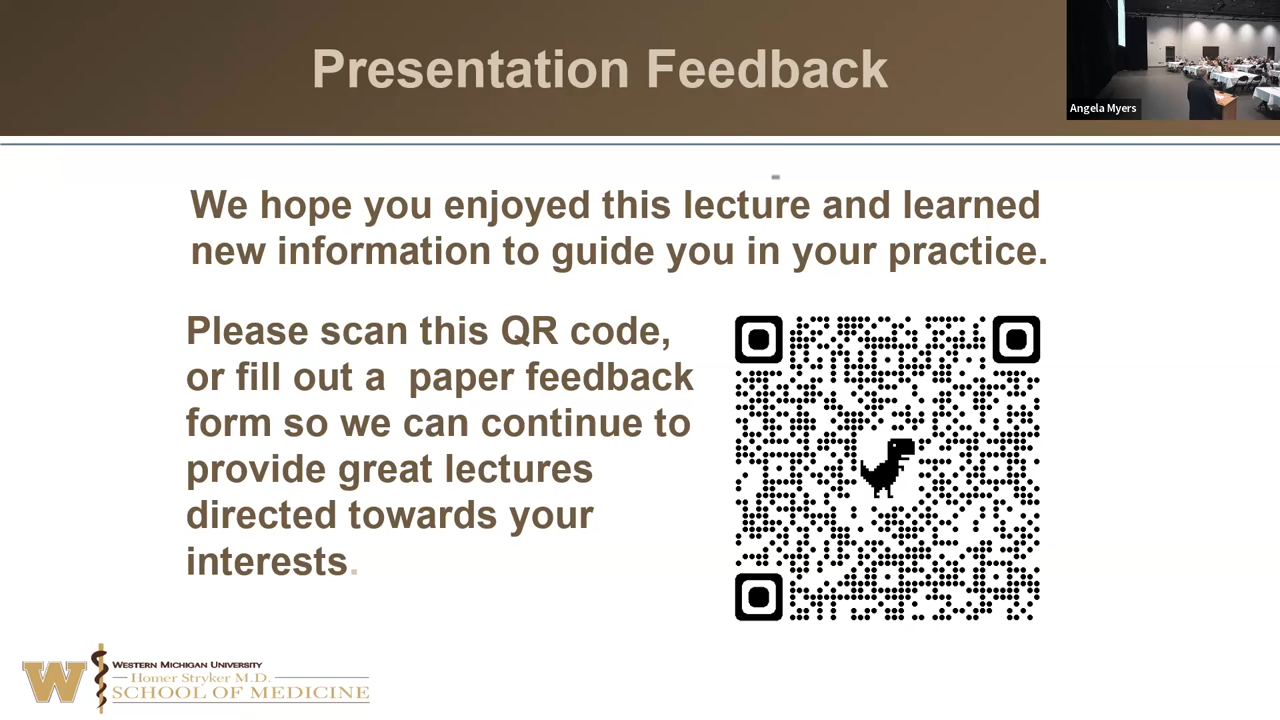 Presentation Feedback
Angela Myers
We hope you enjoyed this lecture and learned
new information to guide you in your practice.
Please scan this QR code,
or fill out a paper feedback
form so we can continue to
provide great lectures
directed towards your
interests.
W
WESTERN MICHIGAN UNIVERSITY
Homer Stryker M.D.
SCHOOL OF MEDICINE